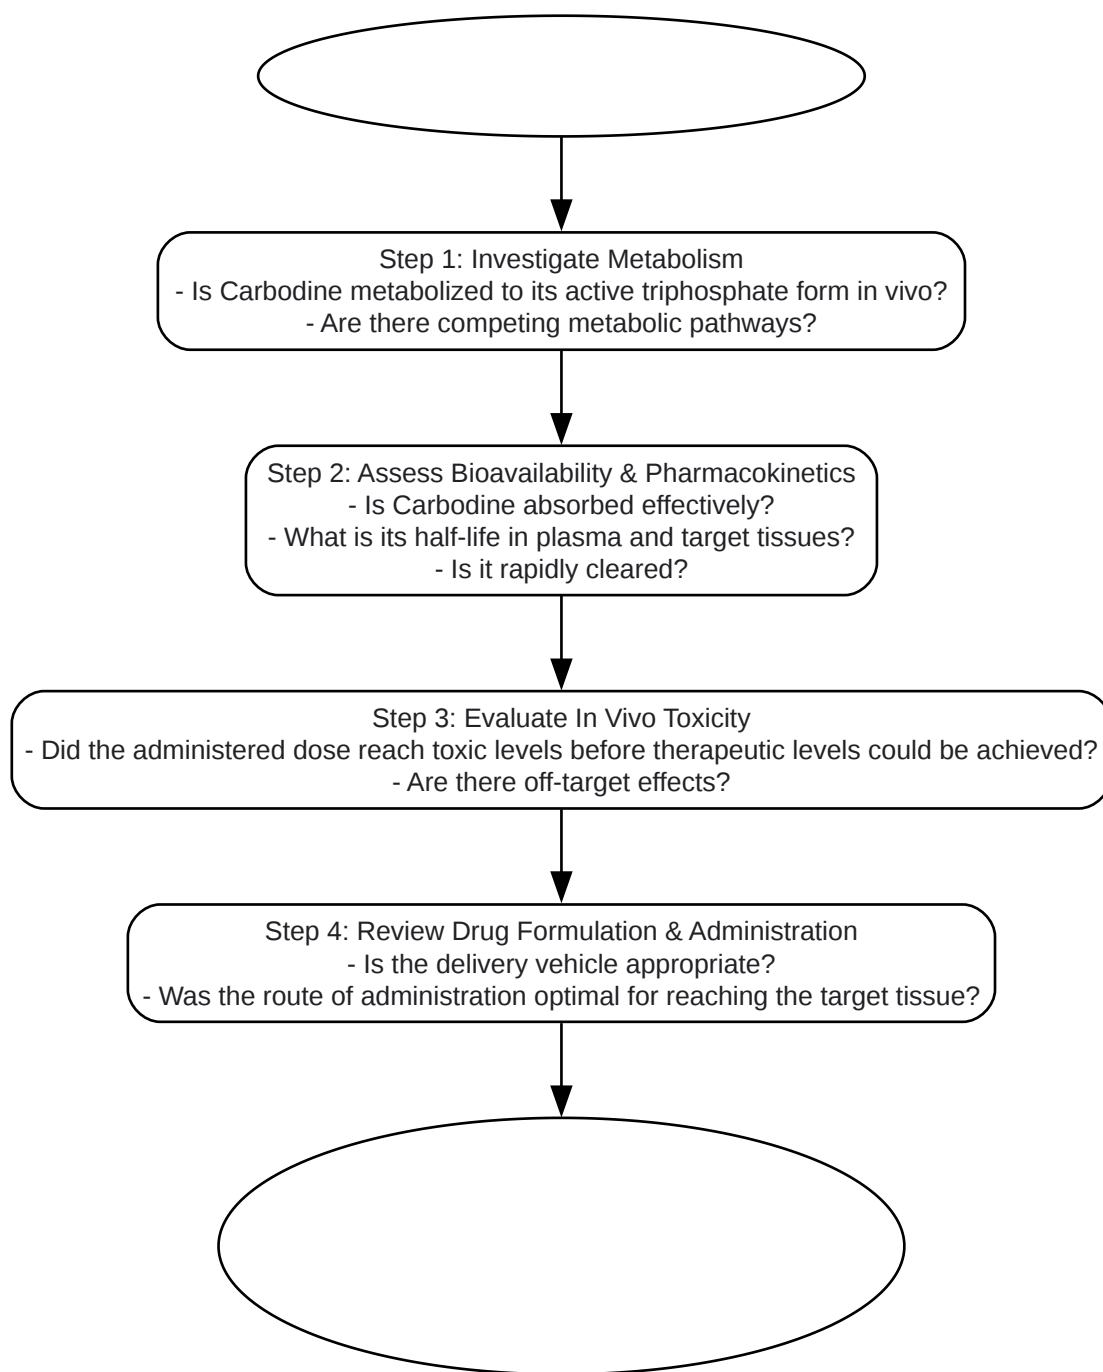 Step 1: Investigate Metabolism
- Is Carbodine metabolized to its active triphosphate form in vivo?
- Are there competing metabolic pathways?
Step 2: Assess Bioavailability & Pharmacokinetics
- Is Carbodine absorbed effectively?
- What is its half-life in plasma and target tissues?
- Is it rapidly cleared?
Step 3: Evaluate In Vivo Toxicity
- Did the administered dose reach toxic levels before therapeutic levels could be achieved?
- Are there off-target effects?
Step 4: Review Drug Formulation & Administration
- Is the delivery vehicle appropriate?
- Was the route of administration optimal for reaching the target tissue?